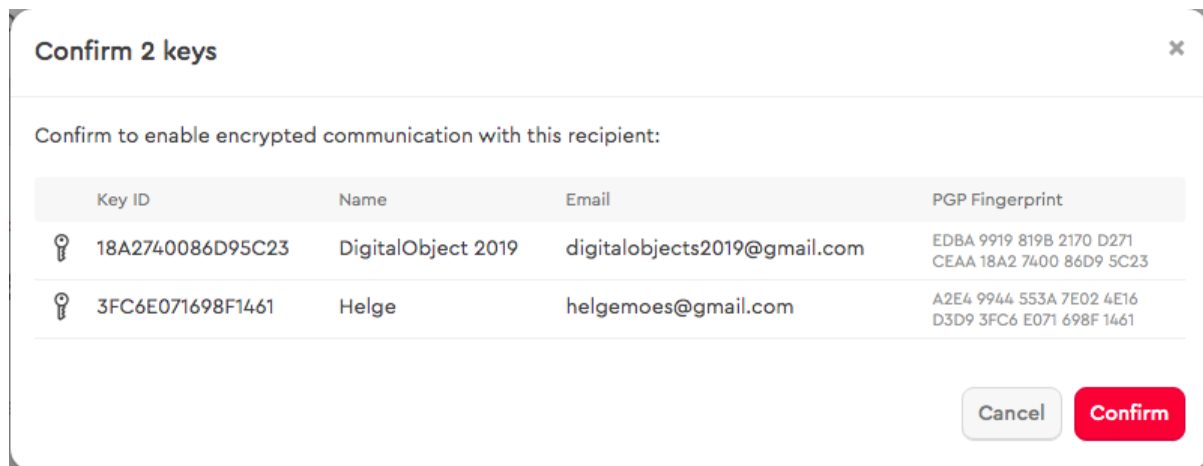 Confirm 2 keys ×
Confirm to enable encrypted communication with this recipient:
Key ID Name Email PGP Fingerprint
18A2740086D95C23 DigitalObject 2019 digitalobjects2019@gmail.com EDBA 9919 819B 2170 D271
CEAA 18A2 7400 86D9 5C23
3FC6E071698F1461 Helge helgemoes@gmail.com A2E4 9944 553A 7E02 4E16
D3D9 3FC6 E071 698F 1461
Cancel Confirm